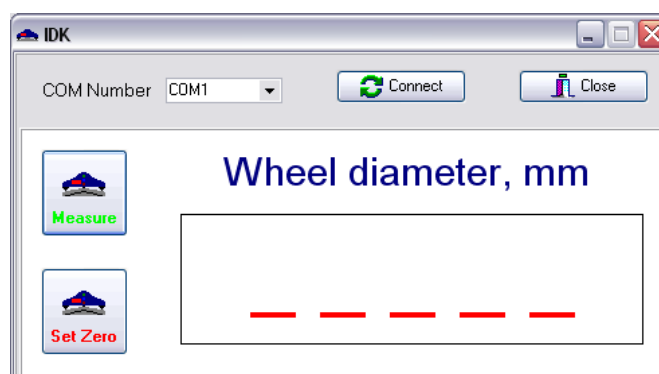 IDK
COM Number COM1 Connect Close
Wheel diameter, mm
Measure
_ _ _ _ _
Set Zero